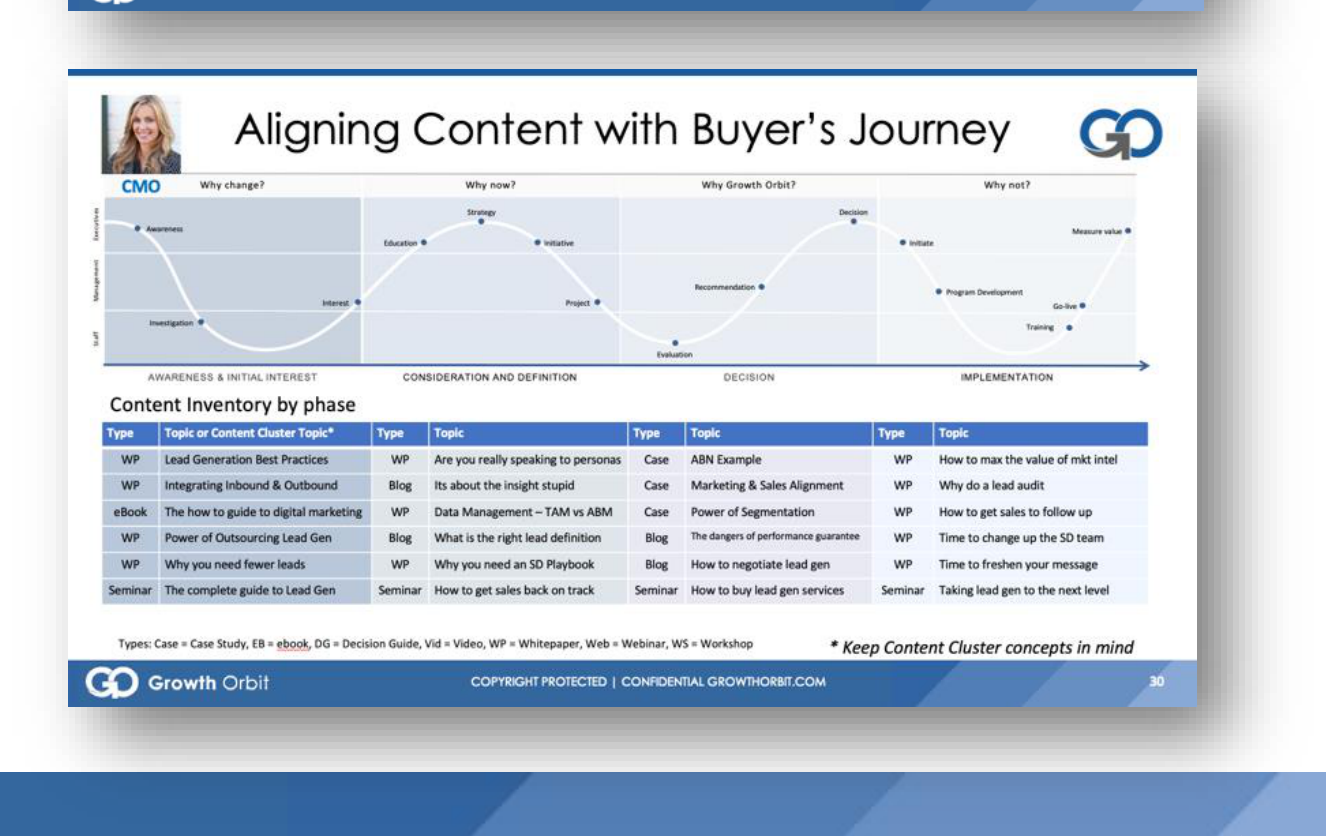 Aligning Content with Buyer's Journey
GO
CMO
Why change?
Why now?
Why Growth Orbit?
Why not?
Executives
Management
Staff
Awareness
Investigation
Interest
Education
Strategy
Initiative
Project
Evaluation
Recommendation
Decision
Initiate
Program Development
Training
Go-live
Measure value
AWARENESS & INITIAL INTEREST
CONSIDERATION AND DEFINITION
DECISION
IMPLEMENTATION
Content Inventory by phase
Type Topic or Content Cluster Topic* Type Topic Type Topic Type Topic
WP Lead Generation Best Practices WP Are you really speaking to personas Case ABN Example WP How to max the value of mkt intel
WP Integrating Inbound & Outbound Blog Its about the insight stupid Case Marketing & Sales Alignment WP Why do a lead audit
eBook The how to guide to digital marketing WP Data Management – TAM vs ABM Case Power of Segmentation WP How to get sales to follow up
WP Power of Outsourcing Lead Gen Blog What is the right lead definition Blog The dangers of performance guarantee WP Time to change up the SD team
WP Why you need fewer leads WP Why you need an SD Playbook Blog How to negotiate lead gen WP Time to freshen your message
Seminar The complete guide to Lead Gen Seminar How to get sales back on track Seminar How to buy lead gen services Seminar Taking lead gen to the next level
Types: Case = Case Study, EB = ebook, DG = Decision Guide, Vid = Video, WP = Whitepaper, Web = Webinar, WS = Workshop
* Keep Content Cluster concepts in mind
GO Growth Orbit
COPYRIGHT PROTECTED | CONFIDENTIAL GROWTHORBIT.COM
30